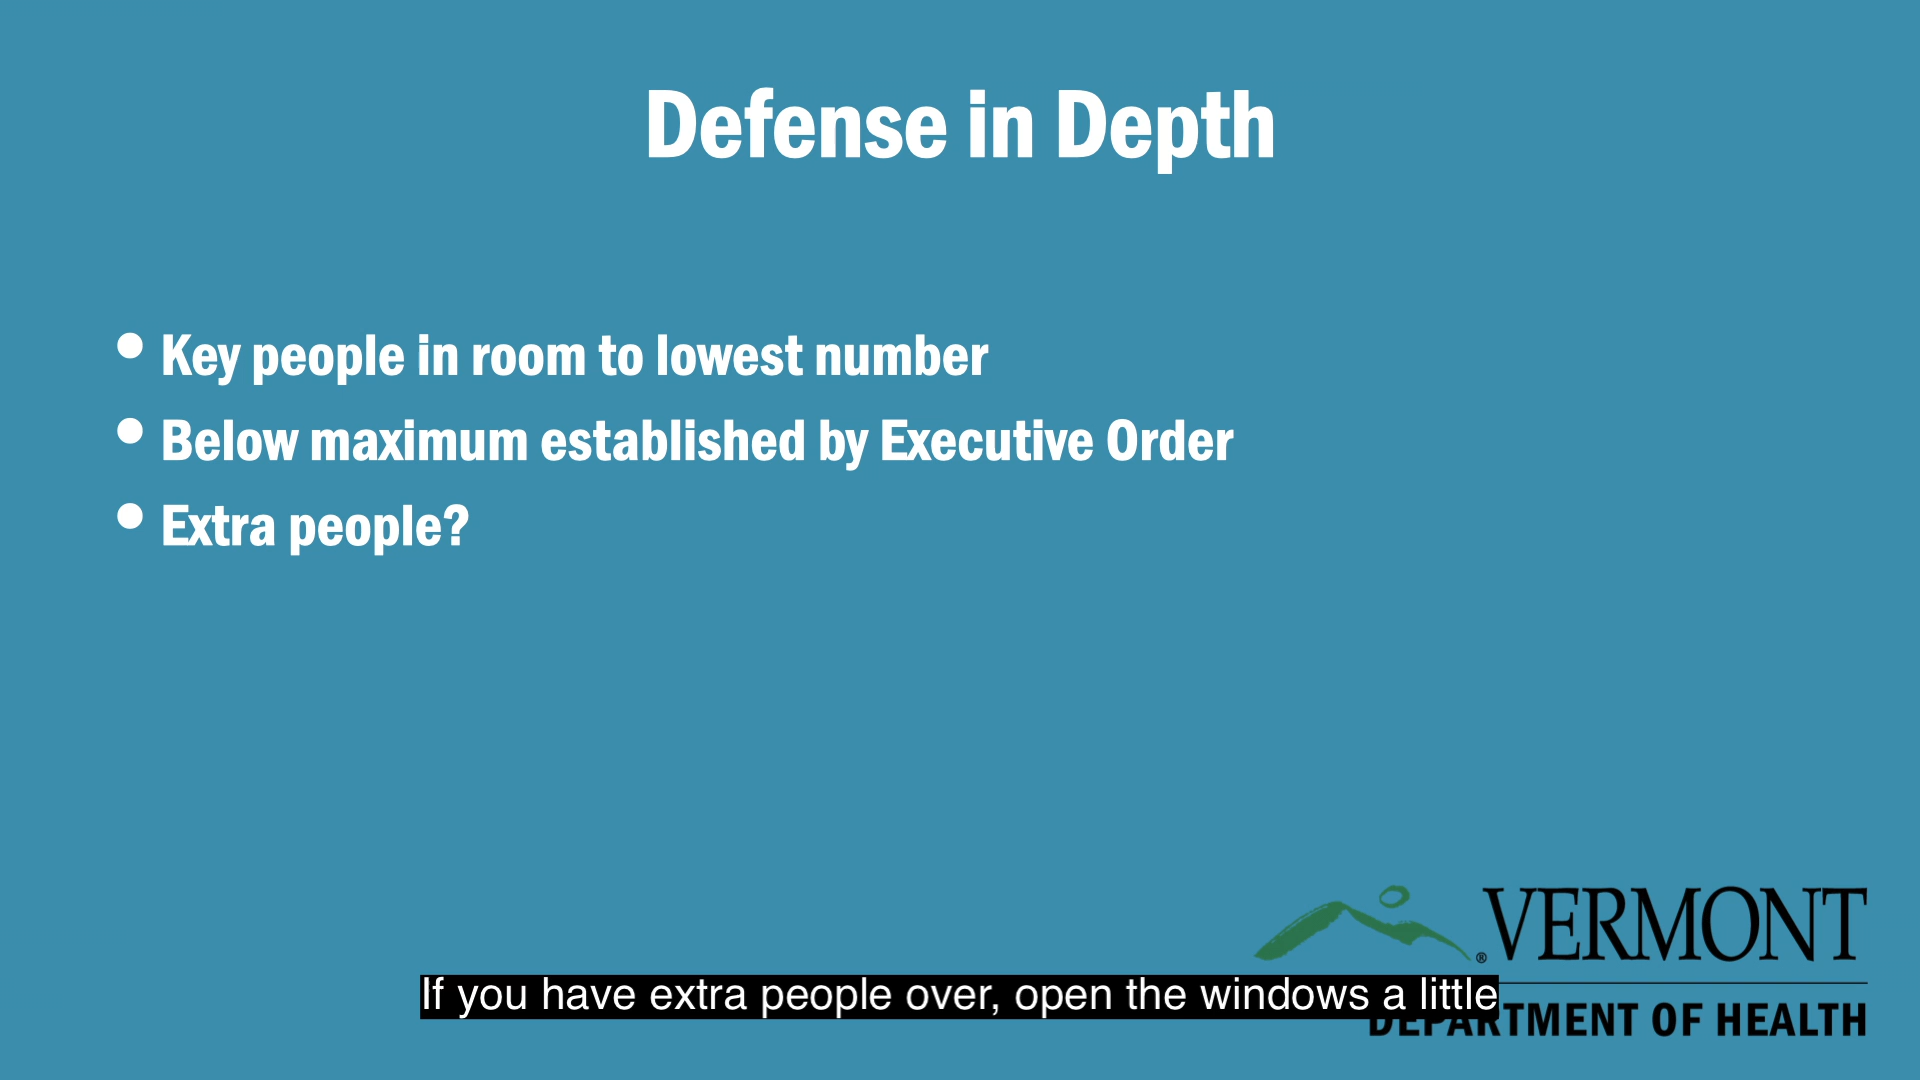 Defense in Depth
• Key people in room to lowest number
• Below maximum established by Executive Order
• Extra people?
® VERMONT
If you have extra people over, open the windows a little
DEPARTMENT OF HEALTH